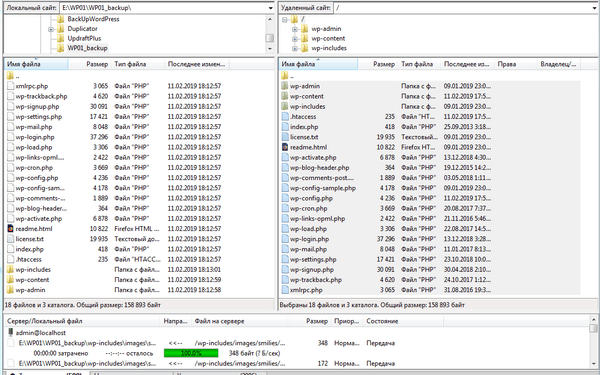 Локальный сайт: E:\WP01\WP01_backup\
BackUpWordPress
Duplicator
UpdraftPlus
WP01_backup
Имя файла Размер Тип файла Последнее измен...
..
xmlrpc.php 3 065 Файл "PHP" 11.02.2019 18:12:57
wp-trackback.php 4 620 Файл "PHP" 11.02.2019 18:12:57
wp-signup.php 30 091 Файл "PHP" 11.02.2019 18:12:57
wp-settings.php 17 421 Файл "PHP" 11.02.2019 18:12:57
wp-mail.php 8 048 Файл "PHP" 11.02.2019 18:12:57
wp-login.php 37 296 Файл "PHP" 11.02.2019 18:12:57
wp-load.php 3 306 Файл "PHP" 11.02.2019 18:12:57
wp-links-opml.... 2 422 Файл "PHP" 11.02.2019 18:12:57
wp-cron.php 3 669 Файл "PHP" 11.02.2019 18:12:57
wp-config.php 4 236 Файл "PHP" 11.02.2019 18:12:57
wp-config-sam... 4 178 Файл "PHP" 11.02.2019 18:12:57
wp-comments-... 1 889 Файл "PHP" 11.02.2019 18:12:57
wp-blog-heade... 364 Файл "PHP" 11.02.2019 18:12:57
wp-activate.php 6 878 Файл "PHP" 11.02.2019 18:12:57
readme.html 10 822 Firefox HTML ... 11.02.2019 18:12:57
license.txt 19 935 Текстовый до... 11.02.2019 18:12:57
index.php 418 Файл "PHP" 11.02.2019 18:12:57
.htaccess 235 Файл "HTACC... 11.02.2019 18:12:57
wp-includes Папка с файл... 11.02.2019 18:13:01
wp-content Папка с файл... 11.02.2019 18:12:59
wp-admin Папка с файл... 11.02.2019 18:12:58
18 файлов и 3 каталога. Общий размер: 158 893 байт
Удаленный сайт: /
/
wp-admin
wp-content
wp-includes
Имя файла Размер Тип файла Последнее из... Права Владелец/...
..
wp-admin Папка с ф... 09.01.2019 23:0...
wp-content Папка с ф... 11.02.2019 17:5...
wp-includes Папка с ф... 09.01.2019 23:0...
.htaccess 235 Файл "HT... 11.02.2019 17:5...
index.php 418 Файл "PHP" 25.09.2013 3:18...
license.txt 19 935 Текстовый... 09.01.2019 23:0...
readme.html 10 822 Firefox HT... 09.01.2019 23:0...
wp-activate.php 6 878 Файл "PHP" 13.12.2018 4:30...
wp-blog-header.php 364 Файл "PHP" 19.12.2015 14:2...
wp-comments-post.... 1 889 Файл "PHP" 03.05.2018 1:11...
wp-config-sample.php 4 178 Файл "PHP" 09.01.2019 23:0...
wp-config.php 4 236 Файл "PHP" 11.02.2019 17:5...
wp-cron.php 3 669 Файл "PHP" 20.08.2017 7:37...
wp-links-opml.php 2 422 Файл "PHP" 21.11.2016 5:46...
wp-load.php 3 306 Файл "PHP" 22.08.2017 14:5...
wp-login.php 37 296 Файл "PHP" 13.12.2018 3:28...
wp-mail.php 8 048 Файл "PHP" 11.01.2017 8:13...
wp-settings.php 17 421 Файл "PHP" 23.10.2018 10:0...
wp-signup.php 30 091 Файл "PHP" 30.04.2018 2:10...
wp-trackback.php 4 620 Файл "PHP" 24.10.2017 1:12...
xmlrpc.php 3 065 Файл "PHP" 31.08.2016 19:3...
Выбраны 18 файлов и 3 каталога. Общий размер: 158 893 байт
Сервер/Локальный файл Напра... Файл на сервере Размер Приор... Состояние
admin@localhost
E:\WP01\WP01_backup\wp-includes\images\s... <<-- /wp-includes/images/smilies/... 348 Норма... Передача
00:00:00 затрачено --:--:-- осталось 100.0% 348 байт (? Б/сек)
E:\WP01\WP01_backup\wp-includes\images\s... <<-- /wp-includes/images/smilies/... 172 Норма... Передача